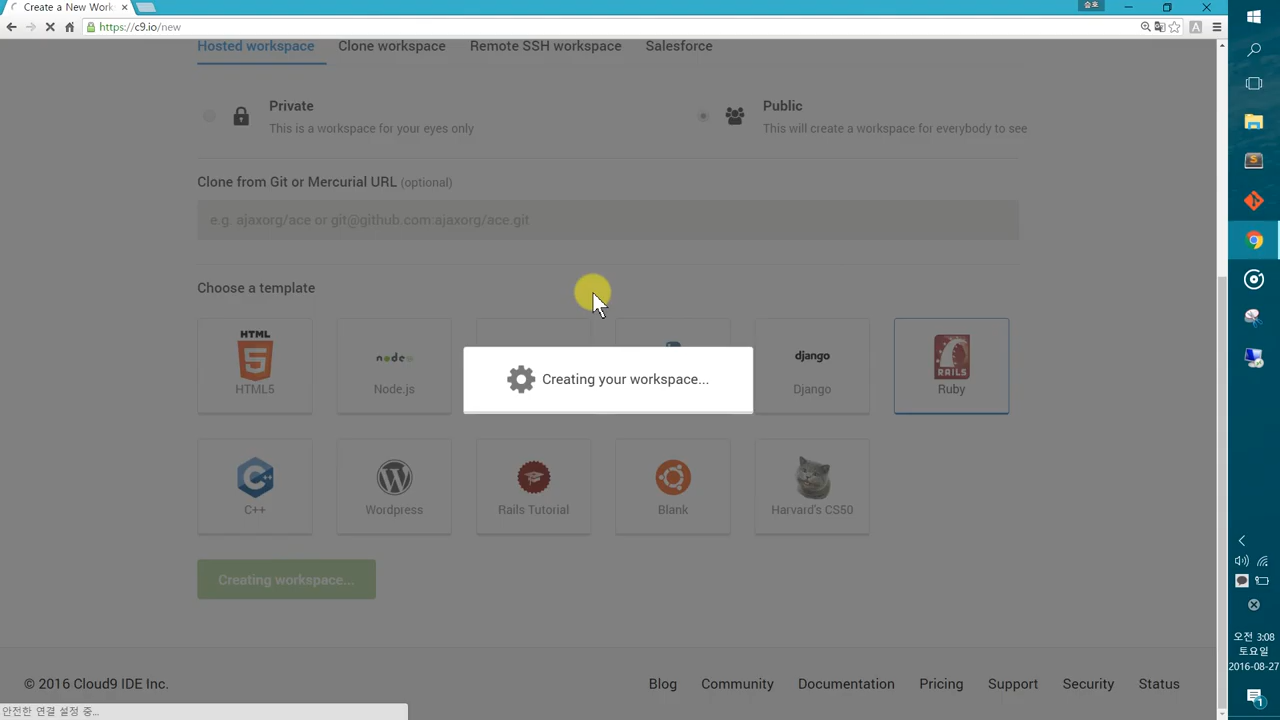 Create a New Work
승호
https://c9.io/new
A
Hosted workspace
Clone workspace
Remote SSH workspace
Salesforce
Private
This is a workspace for your eyes only
Public
This will create a workspace for everybody to see
Clone from Git or Mercurial URL (optional)
e.g. ajaxorg/ace or git@github.com:ajaxorg/ace.git
Choose a template
HTML
5
HTML5
node
Node.js
django
Django
RAILS
Ruby
Creating your workspace...
C++
Wordpress
Rails Tutorial
Blank
Harvard's CS50
Creating workspace...
© 2016 Cloud9 IDE Inc.
Blog
Community
Documentation
Pricing
Support
Security
Status
안전한 연결 설정 중...
오전 3:08
토요일
2016-08-27
1